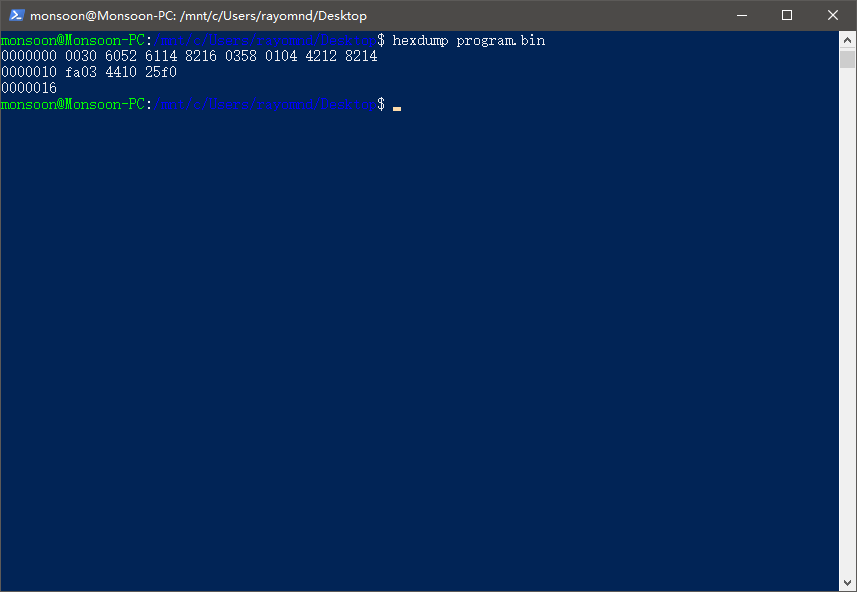 monsoon@Monsoon-PC: /mnt/c/Users/rayomnd/Desktop
monsoon@Monsoon-PC:/mnt/c/Users/rayomnd/Desktop$ hexdump program.bin
0000000 0030 6052 6114 8216 0358 0104 4212 8214
0000010 fa03 4410 25f0
0000016
monsoon@Monsoon-PC:/mnt/c/Users/rayomnd/Desktop$